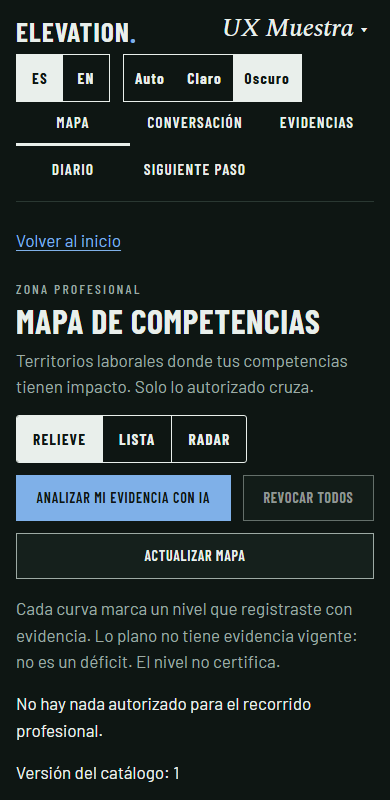 ELEVATION.
UX Muestra
ES EN Auto Claro Oscuro
MAPA CONVERSACIÓN EVIDENCIAS
DIARIO SIGUIENTE PASO
Volver al inicio
ZONA PROFESIONAL
MAPA DE COMPETENCIAS
Territorios laborales donde tus competencias
tienen impacto. Solo lo autorizado cruza.
RELIEVE LISTA RADAR
ANALIZAR MI EVIDENCIA CON IA REVOCAR TODOS
ACTUALIZAR MAPA
Cada curva marca un nivel que registraste con
evidencia. Lo plano no tiene evidencia vigente:
no es un déficit. El nivel no certifica.
No hay nada autorizado para el recorrido
profesional.
Versión del catálogo: 1